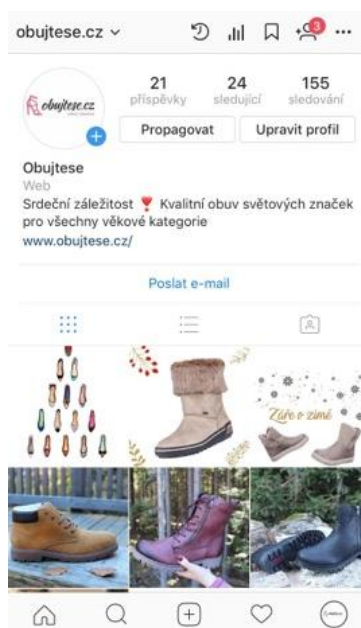 obujtese.cz
3
21 24 155
příspěvky sledující sledování
obujtese.cz
Propagovat Upravit profil
Obujtese
Web
Srdeční záležitost Kvalitní obuv světových značek
pro všechny věkové kategorie
www.obujtese.cz/
Poslat e-mail
Záře v zimě